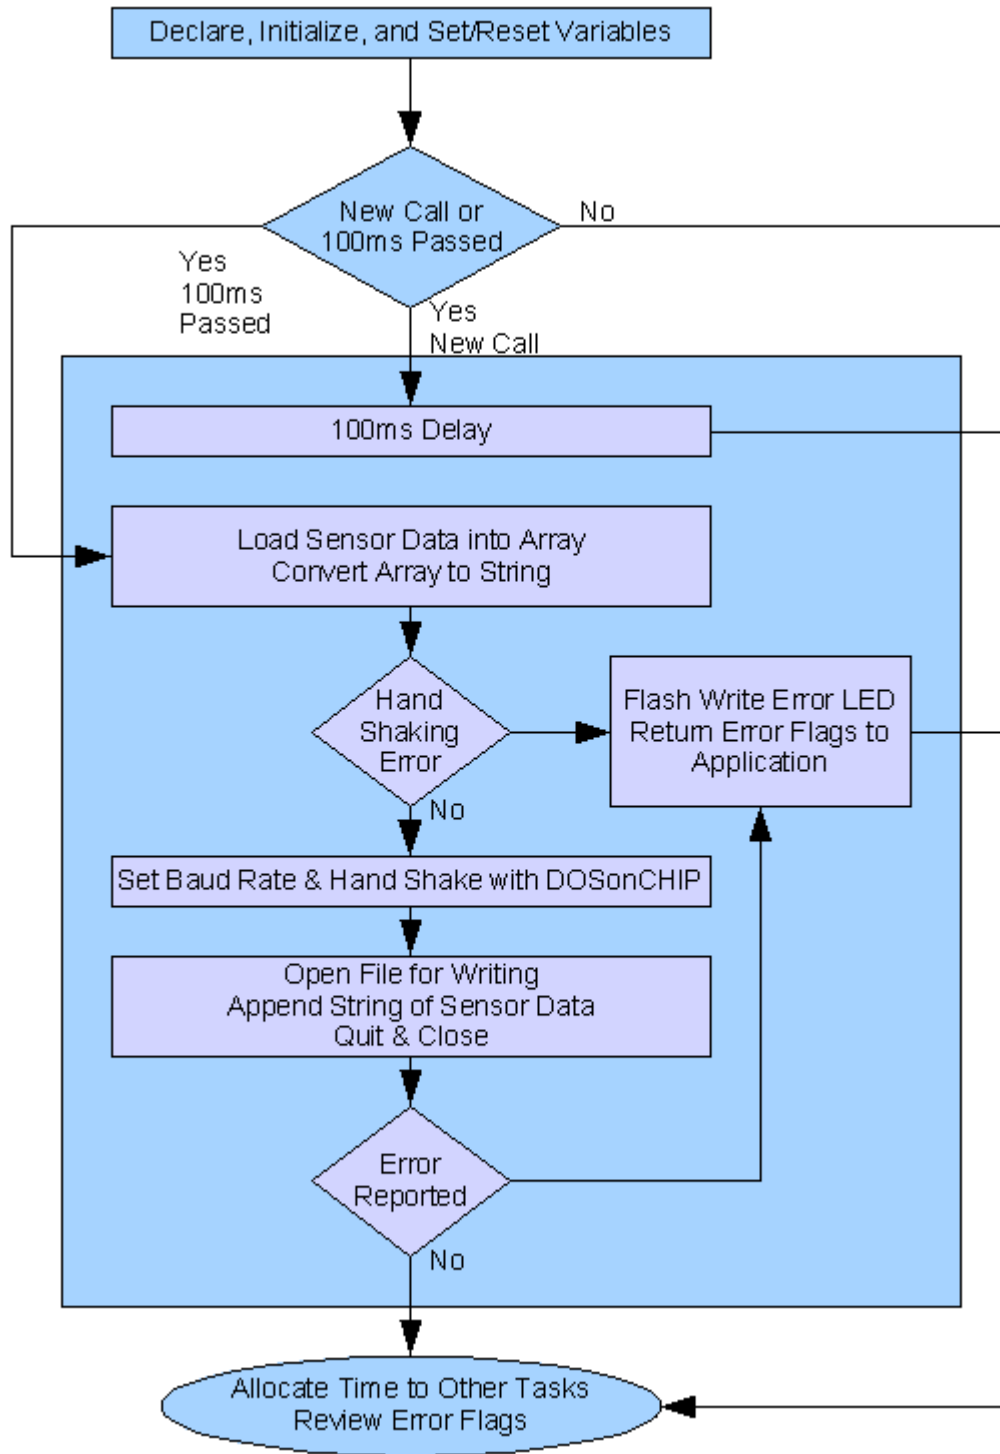 Declare, Initialize, and Set/Reset Variables
New Call or
100ms Passed
No
Yes
100ms
Passed
Yes
New Call
100ms Delay
Load Sensor Data into Array
Convert Array to String
Hand
Shaking
Error
Flash Write Error LED
Return Error Flags to
Application
No
Set Baud Rate & Hand Shake with DOSonCHIP
Open File for Writing
Append String of Sensor Data
Quit & Close
Error
Reported
No
Allocate Time to Other Tasks
Review Error Flags